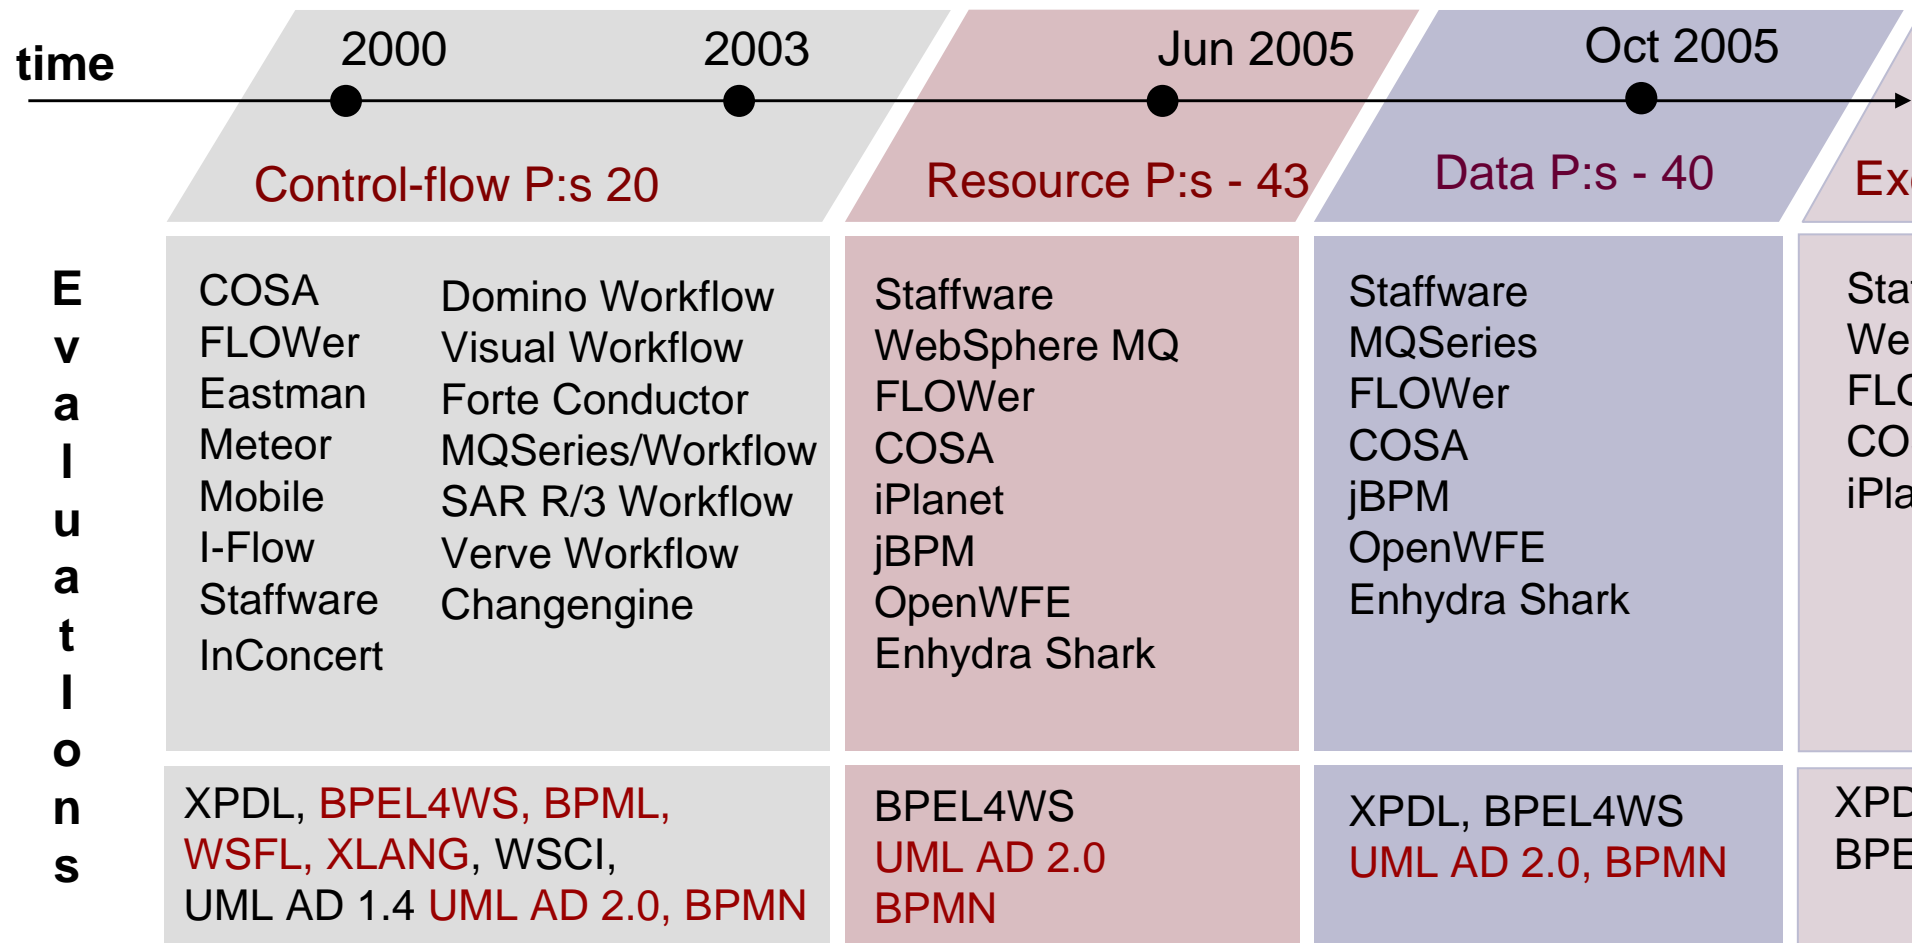 time
2000
2003
Jun 2005
Oct 2005
Control-flow P:s 20
Resource P:s - 43
Data P:s - 40
E
v
a
l
u
a
t
I
o
n
s
COSA
FLOWer
Eastman
Meteor
Mobile
I-Flow
Staffware
InConcert
Domino Workflow
Visual Workflow
Forte Conductor
MQSeries/Workflow
SAR R/3 Workflow
Verve Workflow
Changengine
Staffware
WebSphere MQ
FLOWer
COSA
iPlanet
jBPM
OpenWFE
Enhydra Shark
Staffware
MQSeries
FLOWer
COSA
jBPM
OpenWFE
Enhydra Shark
XPDL, BPEL4WS, BPML,
WSFL, XLANG, WSCI,
UML AD 1.4 UML AD 2.0, BPMN
BPEL4WS
UML AD 2.0
BPMN
XPDL, BPEL4WS
UML AD 2.0, BPMN